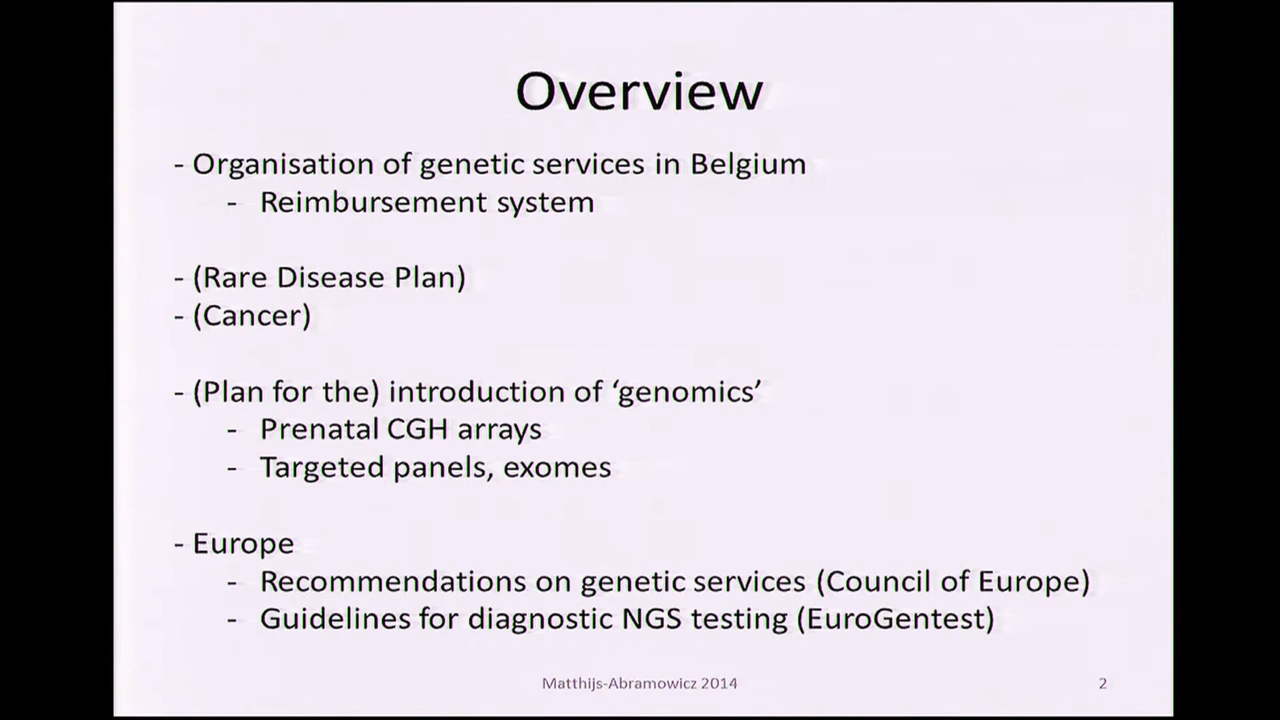 Overview
- Organisation of genetic services in Belgium
- Reimbursement system
- (Rare Disease Plan)
- (Cancer)
- (Plan for the) introduction of ‘genomics’
- Prenatal CGH arrays
- Targeted panels, exomes
- Europe
- Recommendations on genetic services (Council of Europe)
- Guidelines for diagnostic NGS testing (EuroGentest)
Matthijs-Abramowicz 2014
2